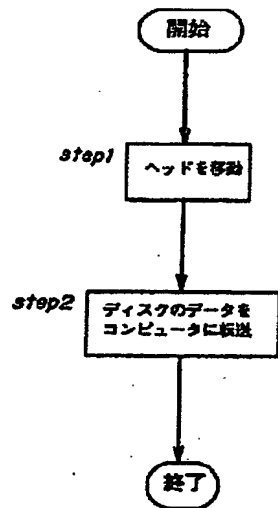 開始
step1
ヘッドを移動
step2
ディスクのデータを
コンピュータに転送
終了